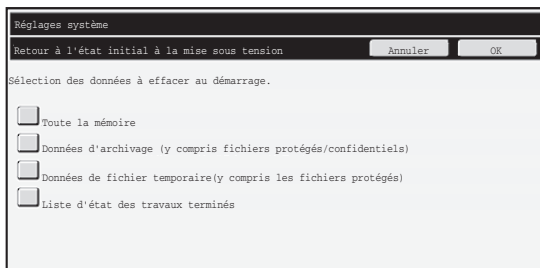 Réglages système
Retour à l'état initial à la mise sous tension Annuler OK
Sélection des données à effacer au démarrage.
Toute la mémoire
Données d'archivage (y compris fichiers protégés/confidentiels)
Données de fichier temporaire(y compris les fichiers protégés)
Liste d'état des travaux terminés